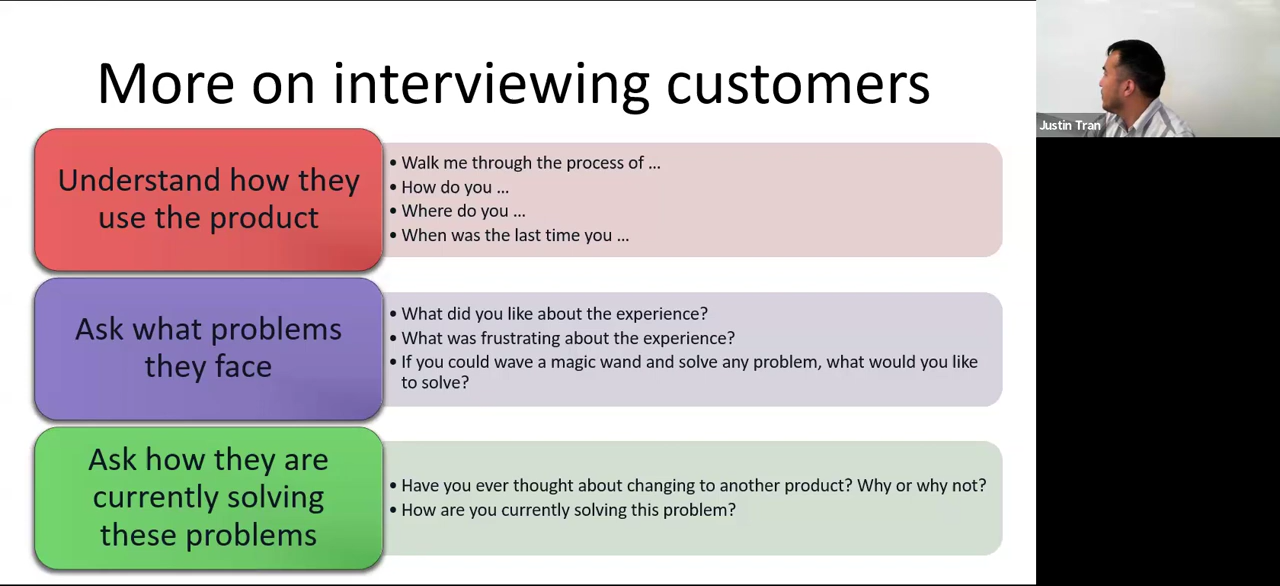 More on interviewing customers
Understand how they
use the product
• Walk me through the process of ...
• How do you ...
• Where do you ...
• When was the last time you ...
Ask what problems
they face
• What did you like about the experience?
• What was frustrating about the experience?
• If you could wave a magic wand and solve any problem, what would you like
to solve?
Ask how they are
currently solving
these problems
• Have you ever thought about changing to another product? Why or why not?
• How are you currently solving this problem?
Justin Tran